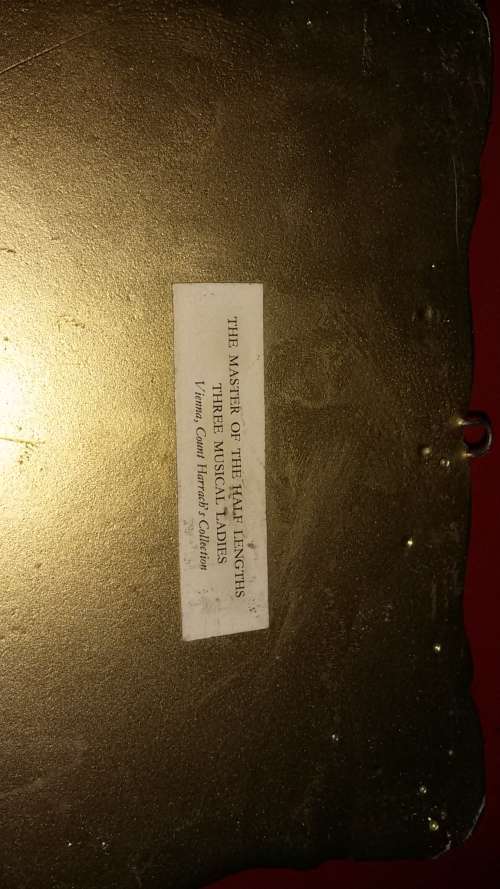 THE MASTER OF THE HALF LENGTHS
THREE MUSICAL LADIES
Vienna, Count Harrach's Collection